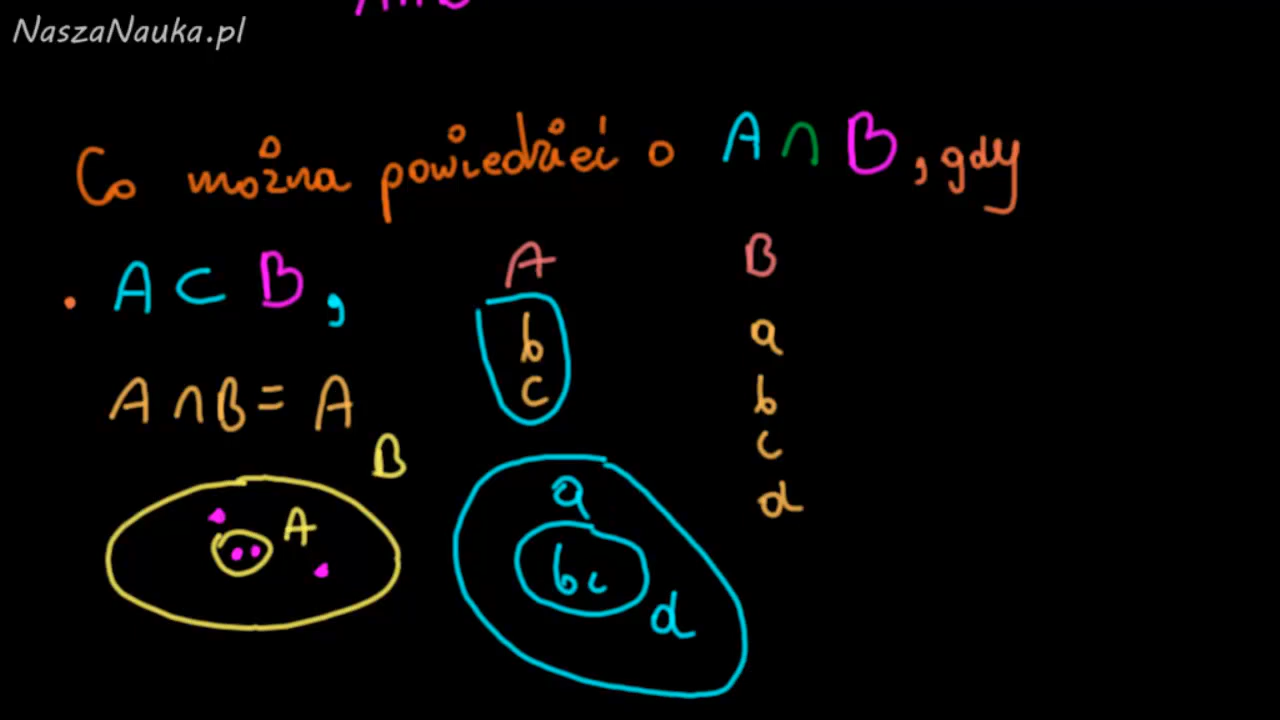 A∩B
NaszaNauka.pl
Co można powiedzieć o A ∩ B, gdy
A B
• A ⊂ B,
b a
c b
A ∩ B = A
c
B
d
a
A
bc
d